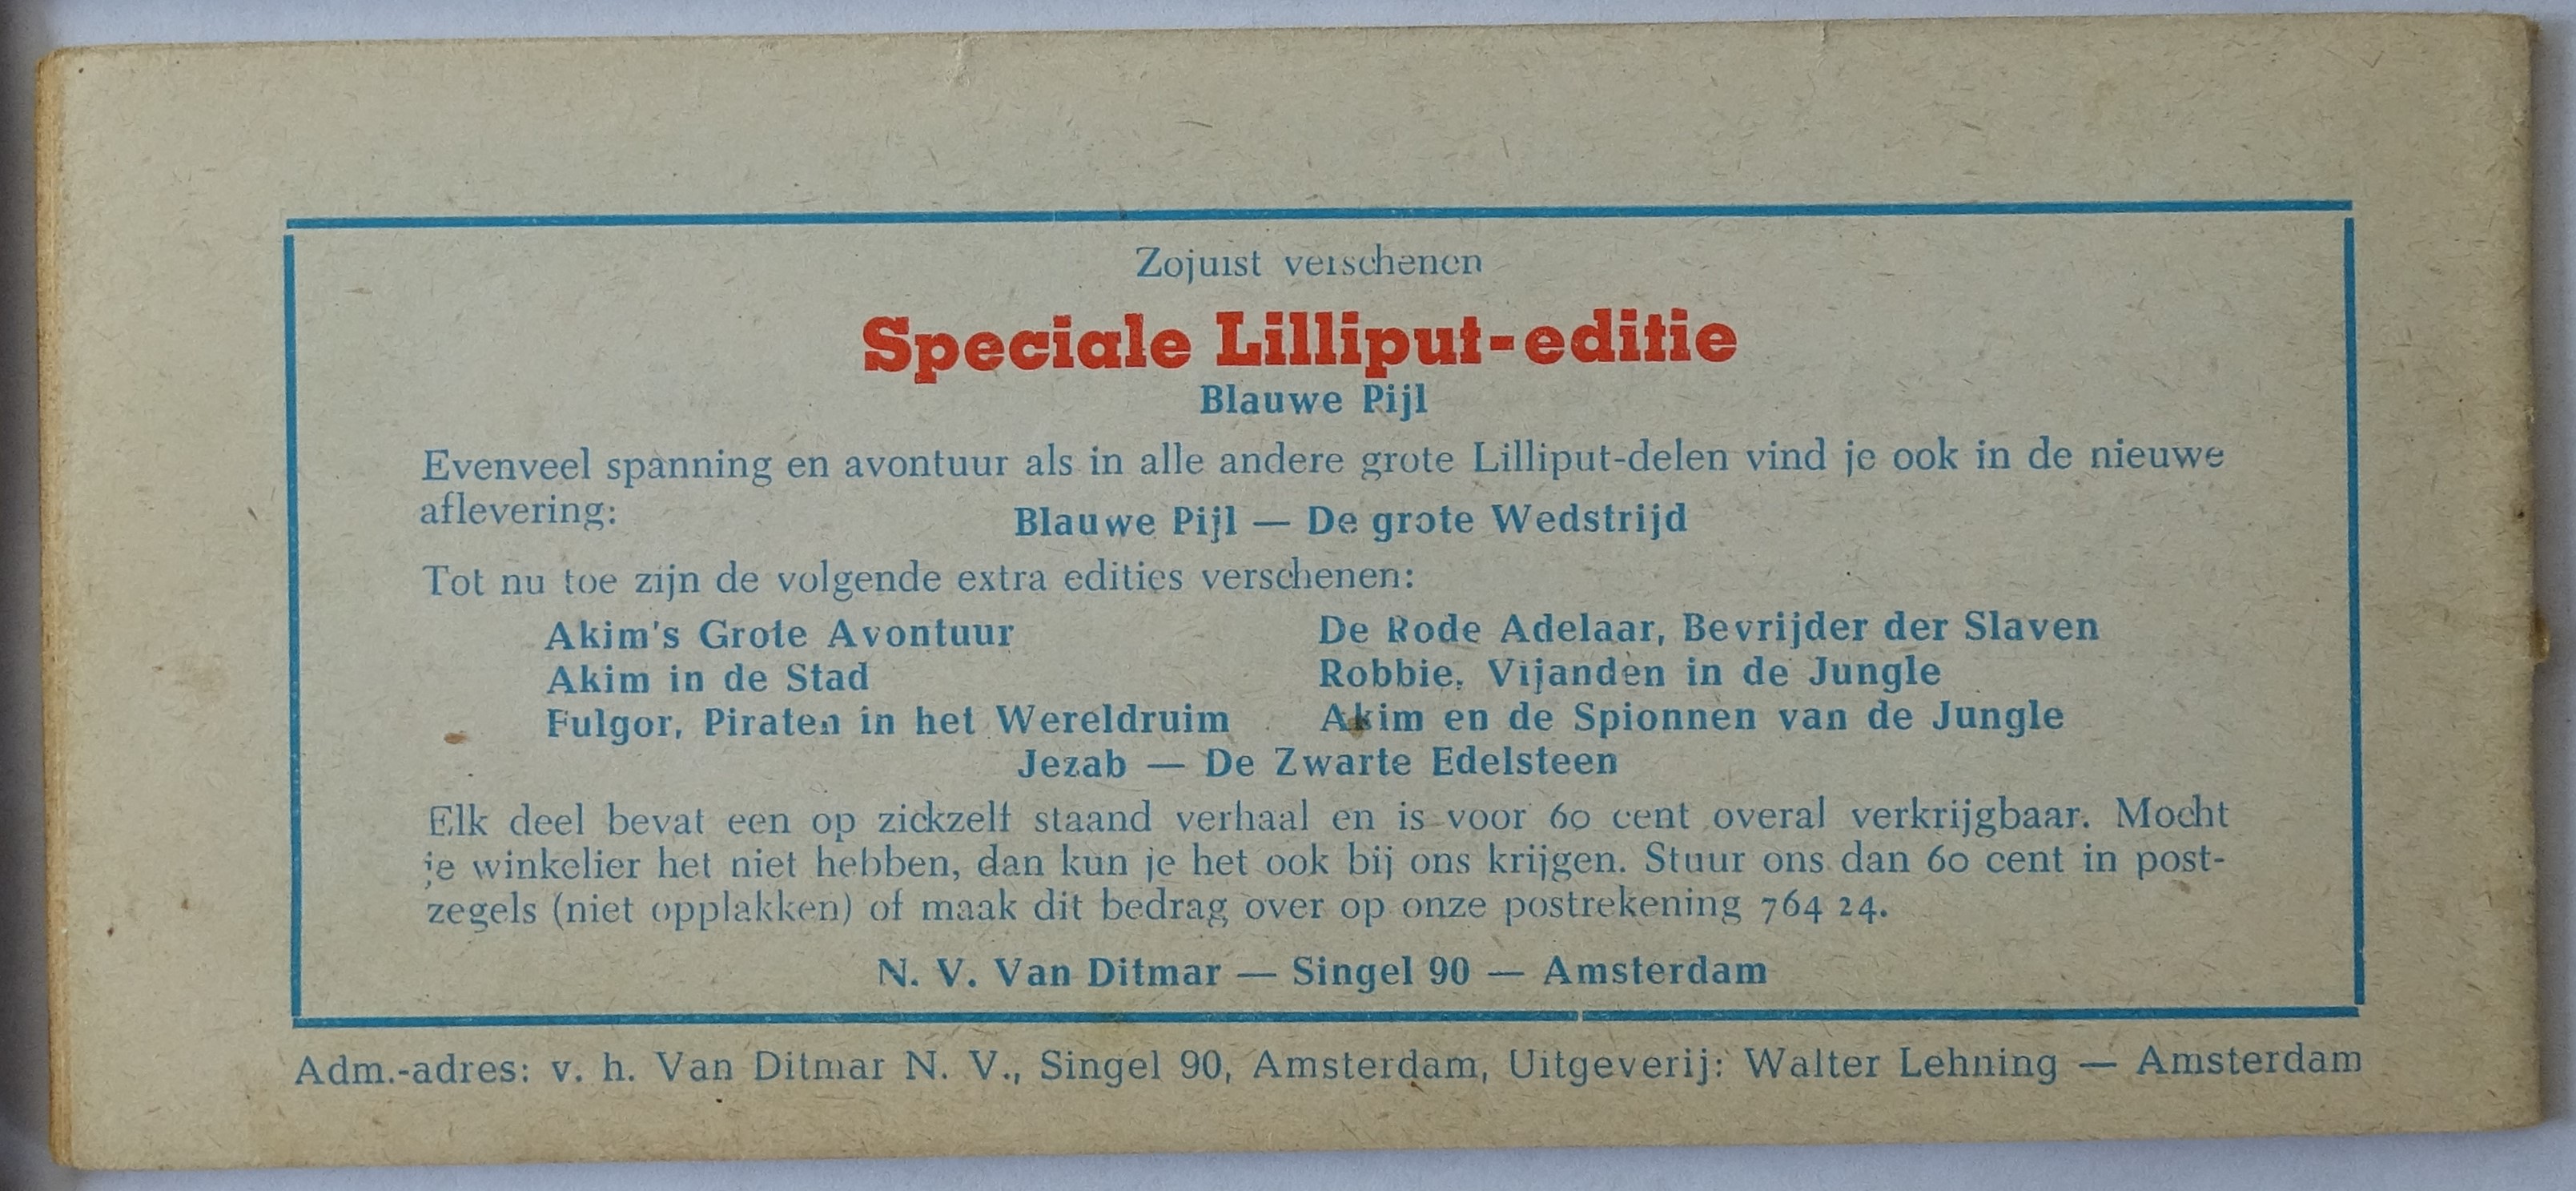 Zojuist verschenen
Speciale Lilliput-editie
Blauwe Pijl
Evenveel spanning en avontuur als in alle andere grote Lilliput-delen vind je ook in de nieuwe
aflevering:
Blauwe Pijl — De grote Wedstrijd
Tot nu toe zijn de volgende extra edities verschenen:
Akim's Grote Avontuur
Akim in de Stad
Fulgor, Piraten in het Wereldruim
De Rode Adelaar, Bevrijder der Slaven
Robbie, Vijanden in de Jungle
Akim en de Spionnen van de Jungle
Jezab — De Zwarte Edelsteen
Elk deel bevat een op zickzelf staand verhaal en is voor 60 cent overal verkrijgbaar. Mocht
je winkelier het niet hebben, dan kun je het ook bij ons krijgen. Stuur ons dan 60 cent in post-
zegels (niet opplakken) of maak dit bedrag over op onze postrekening 764 24.
N. V. Van Ditmar — Singel 90 — Amsterdam
Adm.-adres: v. h. Van Ditmar N. V., Singel 90, Amsterdam, Uitgeverij: Walter Lehning — Amsterdam